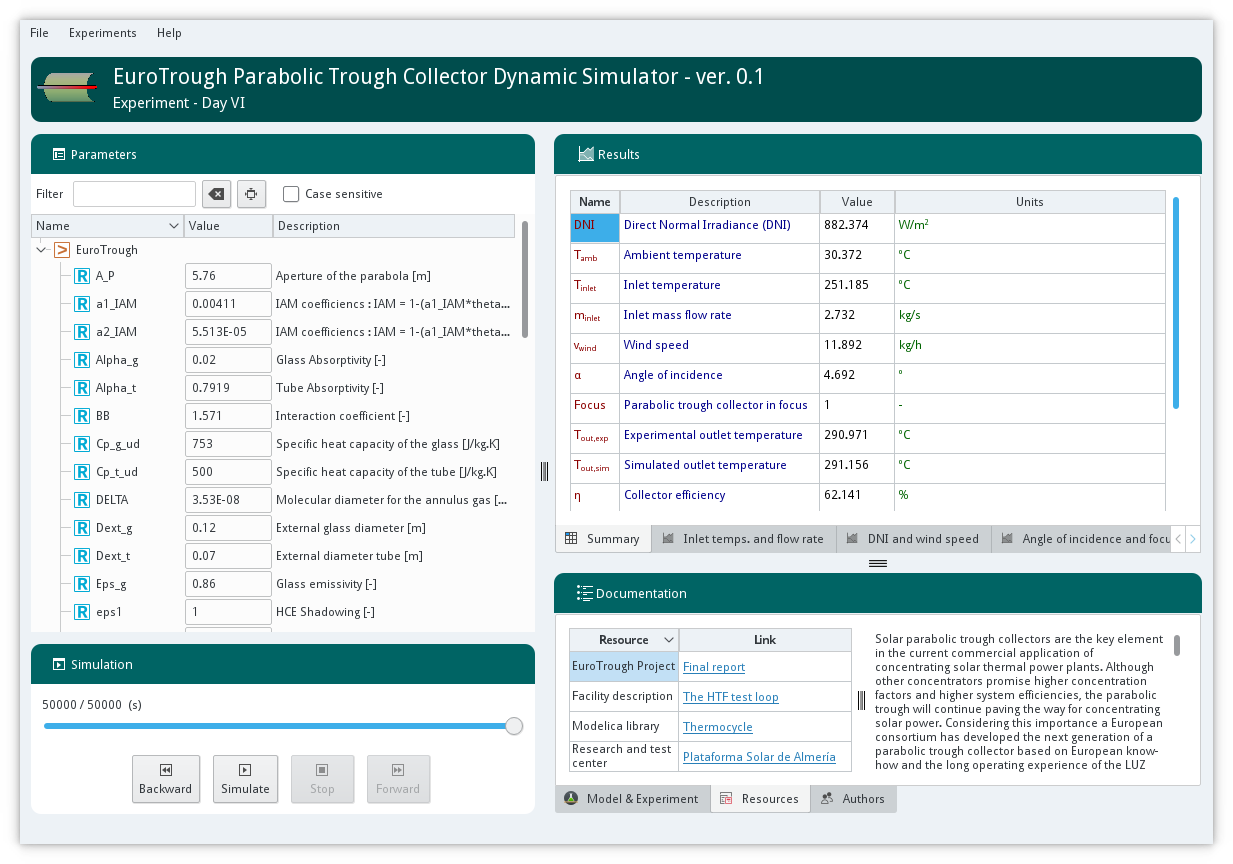 File Experiments Help
EuroTrough Parabolic Trough Collector Dynamic Simulator - ver. 0.1
Experiment - Day VI
Parameters
Filter Case sensitive
Name Value Description
EuroTrough
A_P 5.76 Aperture of the parabola [m]
a1_IAM 0.00411 IAM coefficiencs : IAM = 1-(a1_IAM*theta...
a2_IAM 5.513E-05 IAM coefficiencs : IAM = 1-(a1_IAM*theta...
Alpha_g 0.02 Glass Absorptivity [-]
Alpha_t 0.7919 Tube Absorptivity [-]
BB 1.571 Interaction coefficient [-]
Cp_g_ud 753 Specific heat capacity of the glass [J/kg.K]
Cp_t_ud 500 Specific heat capacity of the tube [J/kg.K]
DELTA 3.53E-08 Molecular diameter for the annulus gas [...
Dext_g 0.12 External glass diameter [m]
Dext_t 0.07 External diameter tube [m]
Eps_g 0.86 Glass emissivity [-]
eps1 1 HCE Shadowing [-]
Simulation
50000 / 50000 (s)
Backward Simulate Stop Forward
Results
Name Description Value Units
DNI Direct Normal Irradiance (DNI) 882.374 W/m²
Tamb Ambient temperature 30.372 °C
Tinlet Inlet temperature 251.185 °C
minlet Inlet mass flow rate 2.732 kg/s
vwind Wind speed 11.892 kg/h
α Angle of incidence 4.692 °
Focus Parabolic trough collector in focus 1 -
Tout,exp Experimental outlet temperature 290.971 °C
Tout,sim Simulated outlet temperature 291.156 °C
η Collector efficiency 62.141 %
Summary Inlet temps. and flow rate DNI and wind speed Angle of incidence and focu
Documentation
Resource Link
EuroTrough Project Final report
Facility description The HTF test loop
Modelica library Thermocycle
Research and test center Plataforma Solar de Almería
Solar parabolic trough collectors are the key element
in the current commercial application of
concentrating solar thermal power plants. Although
other concentrators promise higher concentration
factors and higher system efficiencies, the parabolic
trough will continue paving the way for concentrating
solar power. Considering this importance a European
consortium has developed the next generation of a
parabolic trough collector based on European know-
how and the long operating experience of the LUZ
Model & Experiment Resources Authors